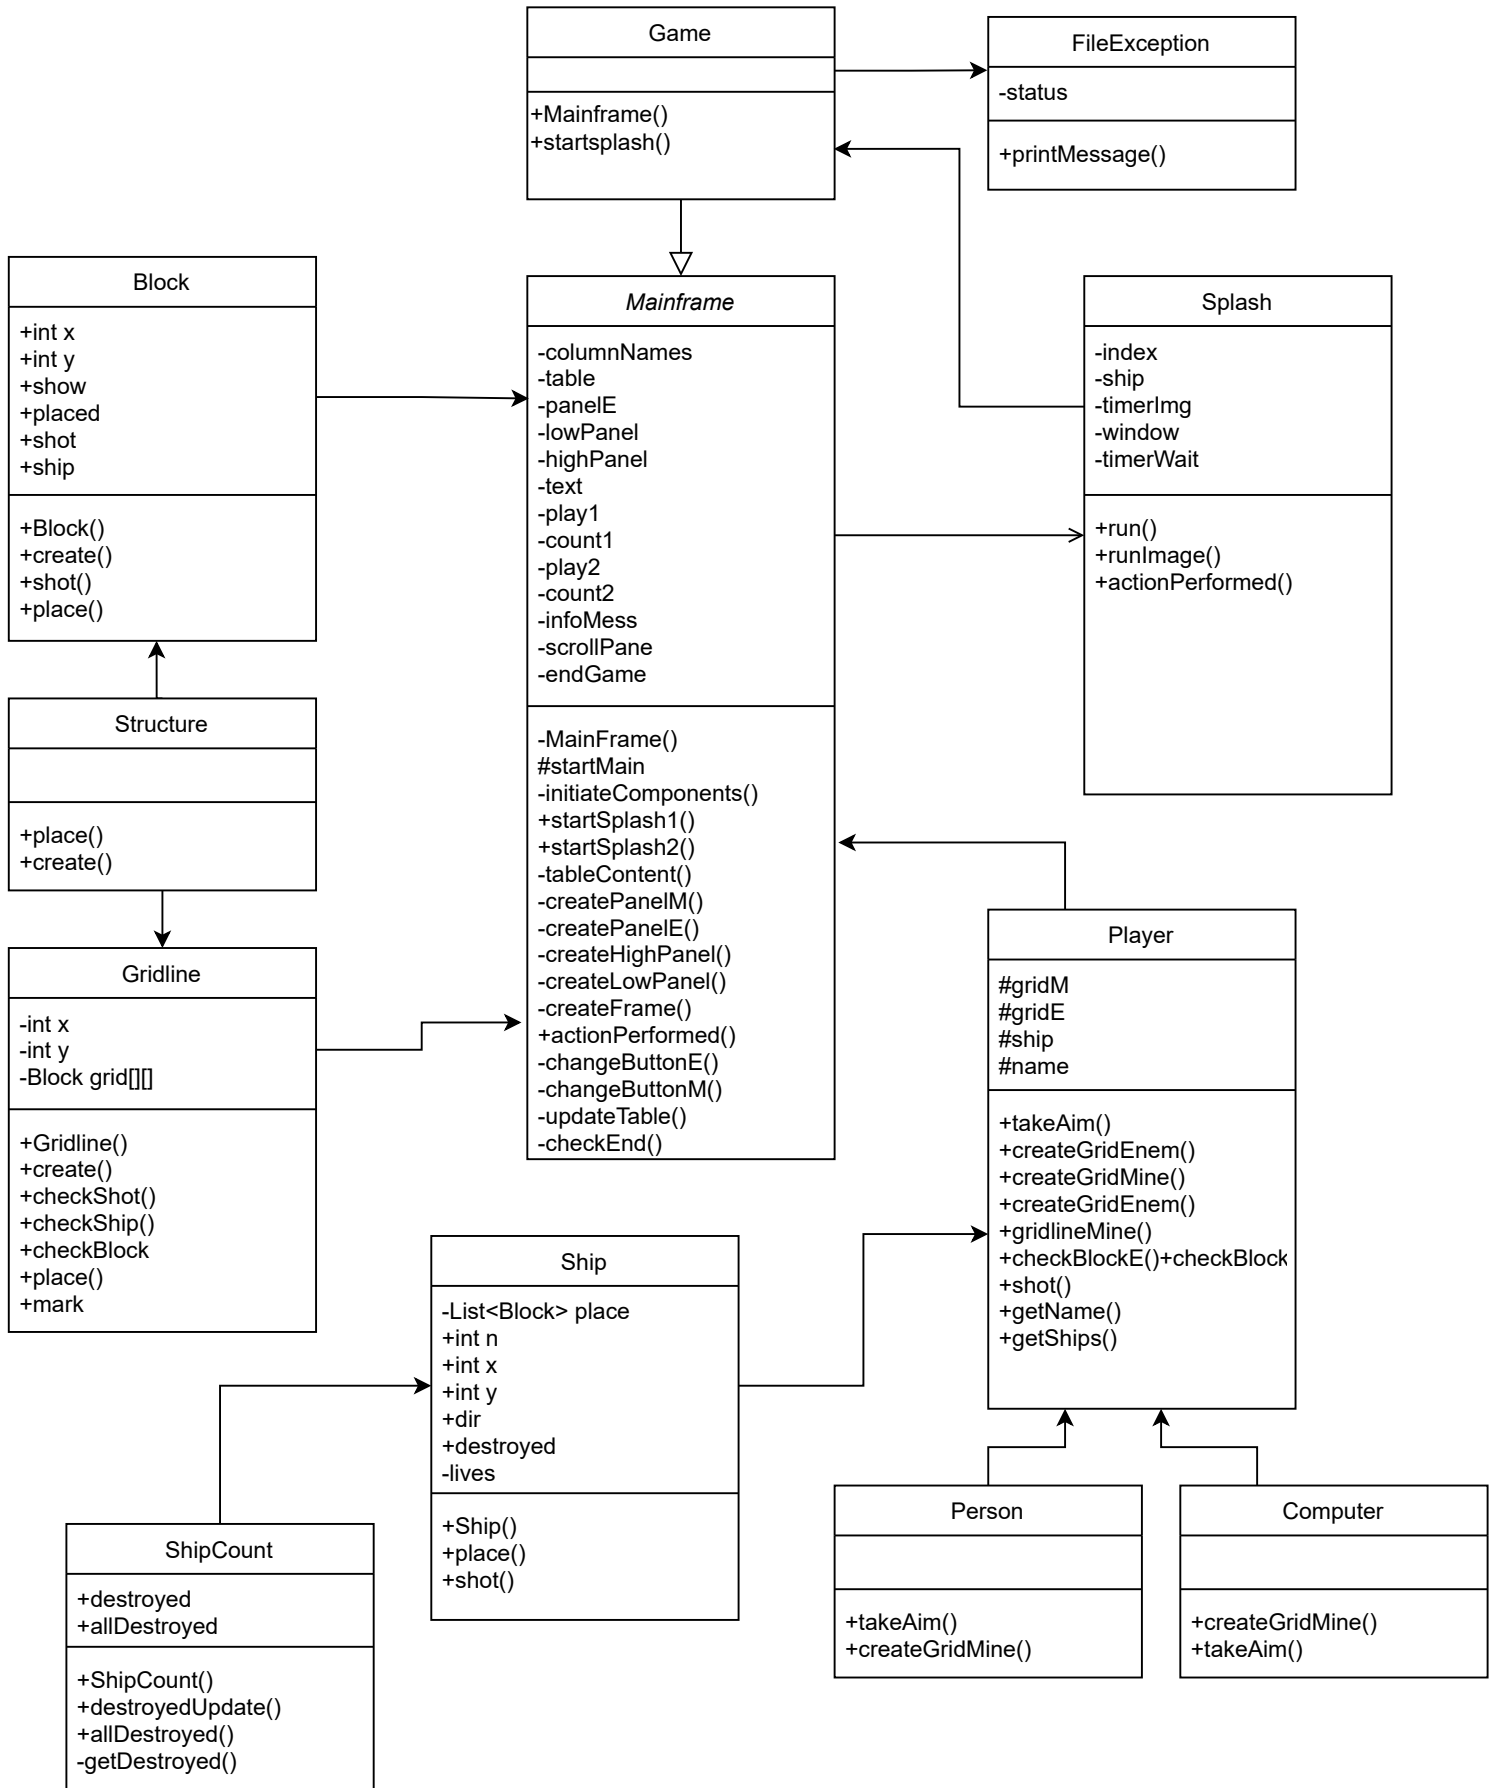 Game
+Mainframe()
+startsplash()
FileException
-status
+printMessage()
Block
+int x
+int y
+show
+placed
+shot
+ship
+Block()
+create()
+shot()
+place()
Mainframe
-columnNames
-table
-panelE
-lowPanel
-highPanel
-text
-play1
-count1
-play2
-count2
-infoMess
-scrollPane
-endGame
-MainFrame()
#startMain
-initiateComponents()
+startSplash1()
+startSplash2()
-tableContent()
-createPanelM()
-createPanelE()
-createHighPanel()
-createLowPanel()
-createFrame()
+actionPerformed()
-changeButtonE()
-changeButtonM()
-updateTable()
-checkEnd()
Splash
-index
-ship
-timerImg
-window
-timerWait
+run()
+runImage()
+actionPerformed()
Structure
+place()
+create()
Gridline
-int x
-int y
-Block grid[][]
+Gridline()
+create()
+checkShot()
+checkShip()
+checkBlock
+place()
+mark
Player
#gridM
#gridE
#ship
#name
+takeAim()
+createGridEnem()
+createGridMine()
+createGridEnem()
+gridlineMine()
+checkBlockE()+checkBlock
+shot()
+getName()
+getShips()
Ship
-List<Block> place
+int n
+int x
+int y
+dir
+destroyed
-lives
+Ship()
+place()
+shot()
ShipCount
+destroyed
+allDestroyed
+ShipCount()
+destroyedUpdate()
+allDestroyed()
-getDestroyed()
Person
+takeAim()
+createGridMine()
Computer
+createGridMine()
+takeAim()